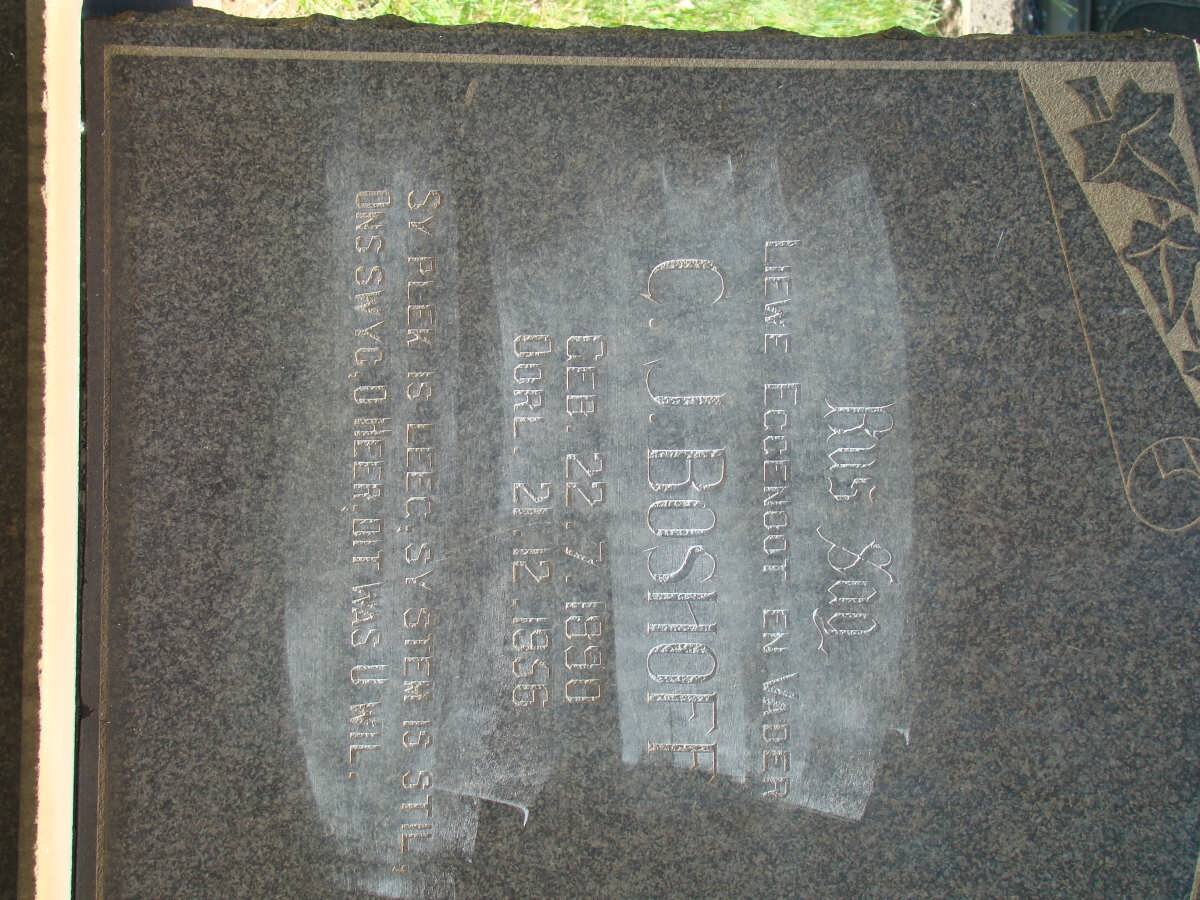 Rus Sag
LIEWE EGGENOOT EN VADER
C. J. BOSHOFF
GEB. 22.7.1890
OORL. 21.12.1956
SY PLEK IS LEEG, SY STEM IS STIL,
ONS SWYG, O HEER, DIT WAS U WIL.